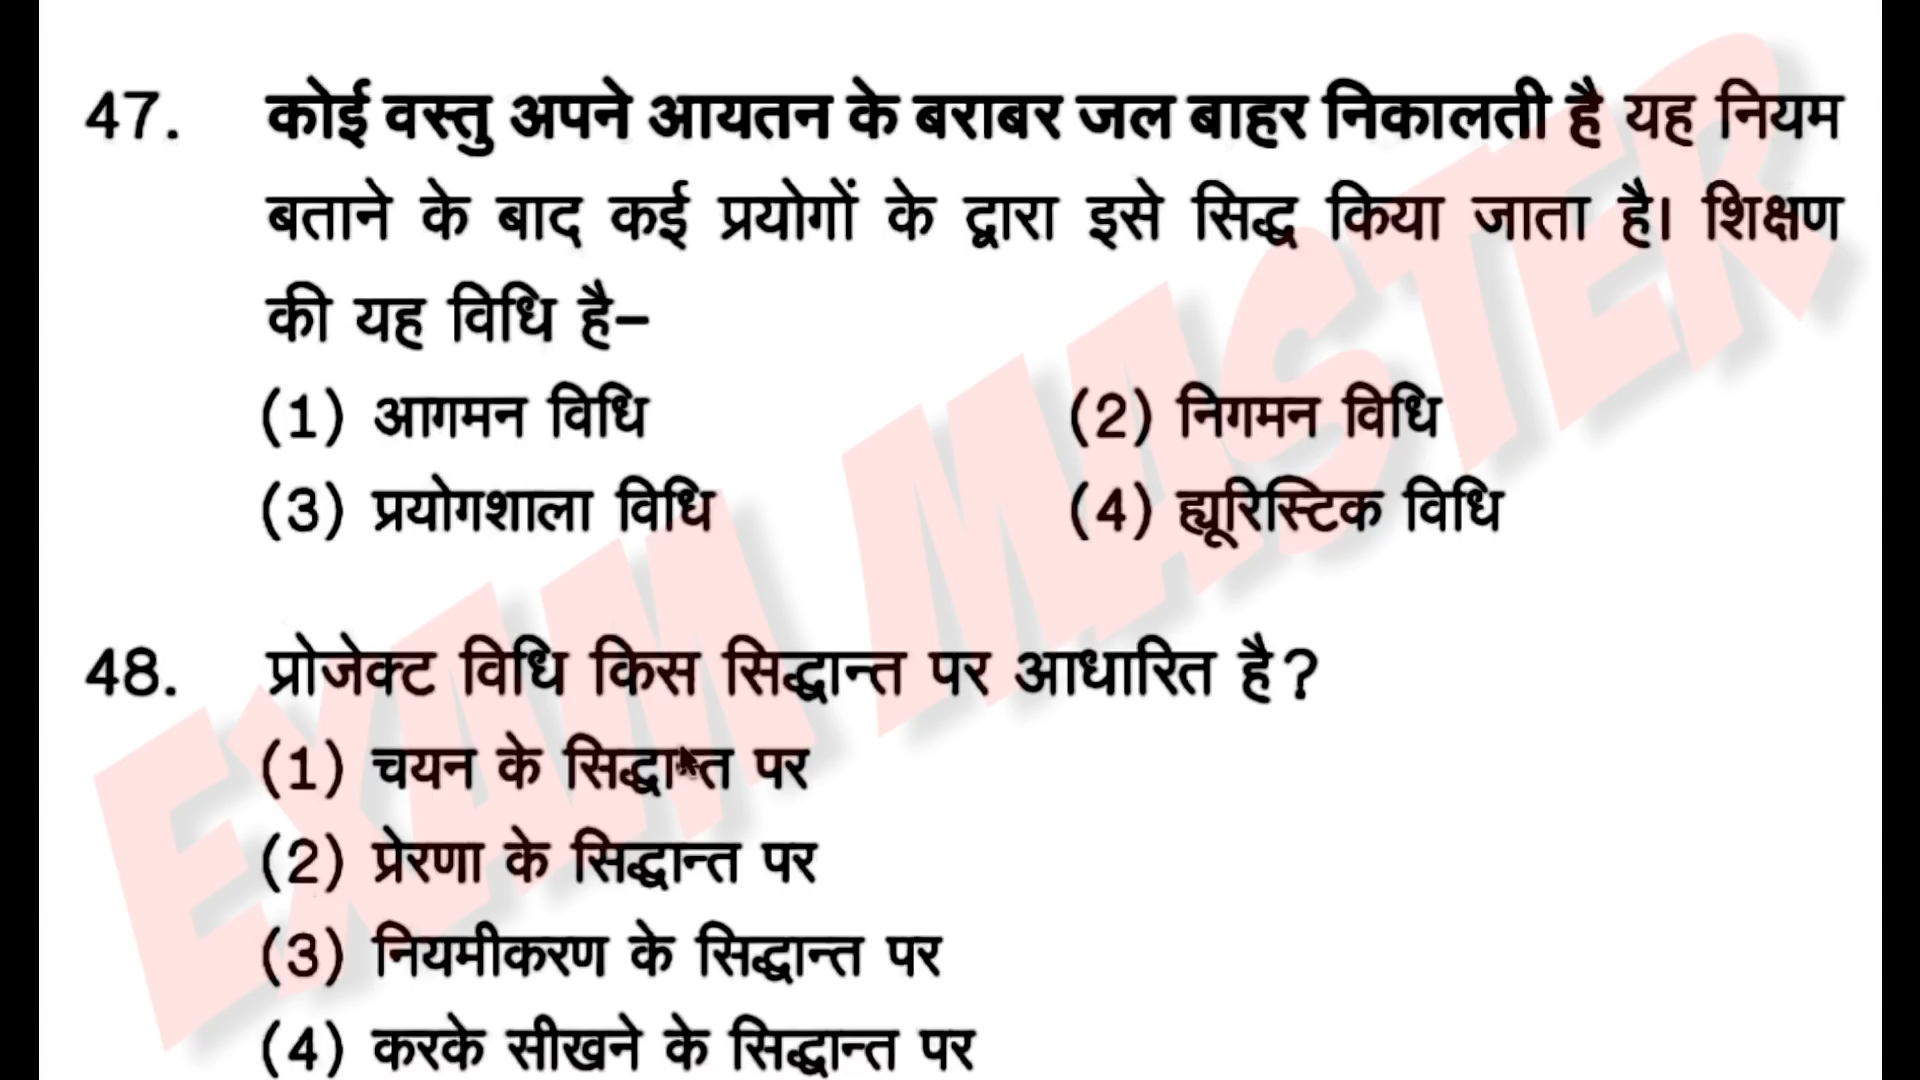 47. कोई वस्तु अपने आयतन के बराबर जल बाहर निकालती है यह नियम
बताने के बाद कई प्रयोगों के द्वारा इसे सिद्ध किया जाता है। शिक्षण
की यह विधि है–
(1) आगमन विधि (2) निगमन विधि
(3) प्रयोगशाला विधि (4) ह्यूरिस्टिक विधि
48. प्रोजेक्ट विधि किस सिद्धान्त पर आधारित है?
(1) चयन के सिद्धान्त पर
(2) प्रेरणा के सिद्धान्त पर
(3) नियमीकरण के सिद्धान्त पर
(4) करके सीखने के सिद्धान्त पर
EXAM MASTER